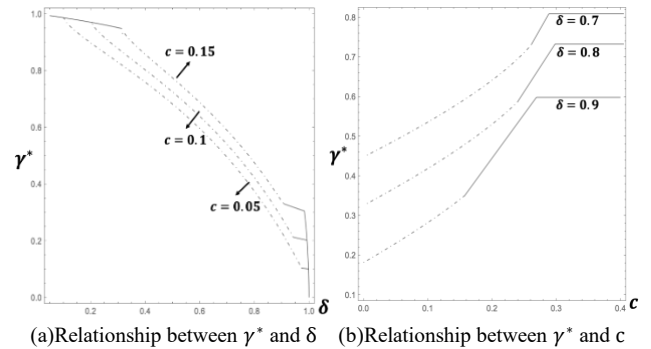 1.0
0.8
0.6
0.4
0.2
0.0
γ*
c = 0.15
c = 0.1
c = 0.05
0.2 0.4 0.6 0.8 1.0 δ
(a)Relationship between γ* and δ
0.8
0.7
0.6
0.5
0.4
0.3
0.2
0.1
γ*
δ = 0.7
δ = 0.8
δ = 0.9
0.0 0.1 0.2 0.3 0.4 c
(b)Relationship between γ* and c